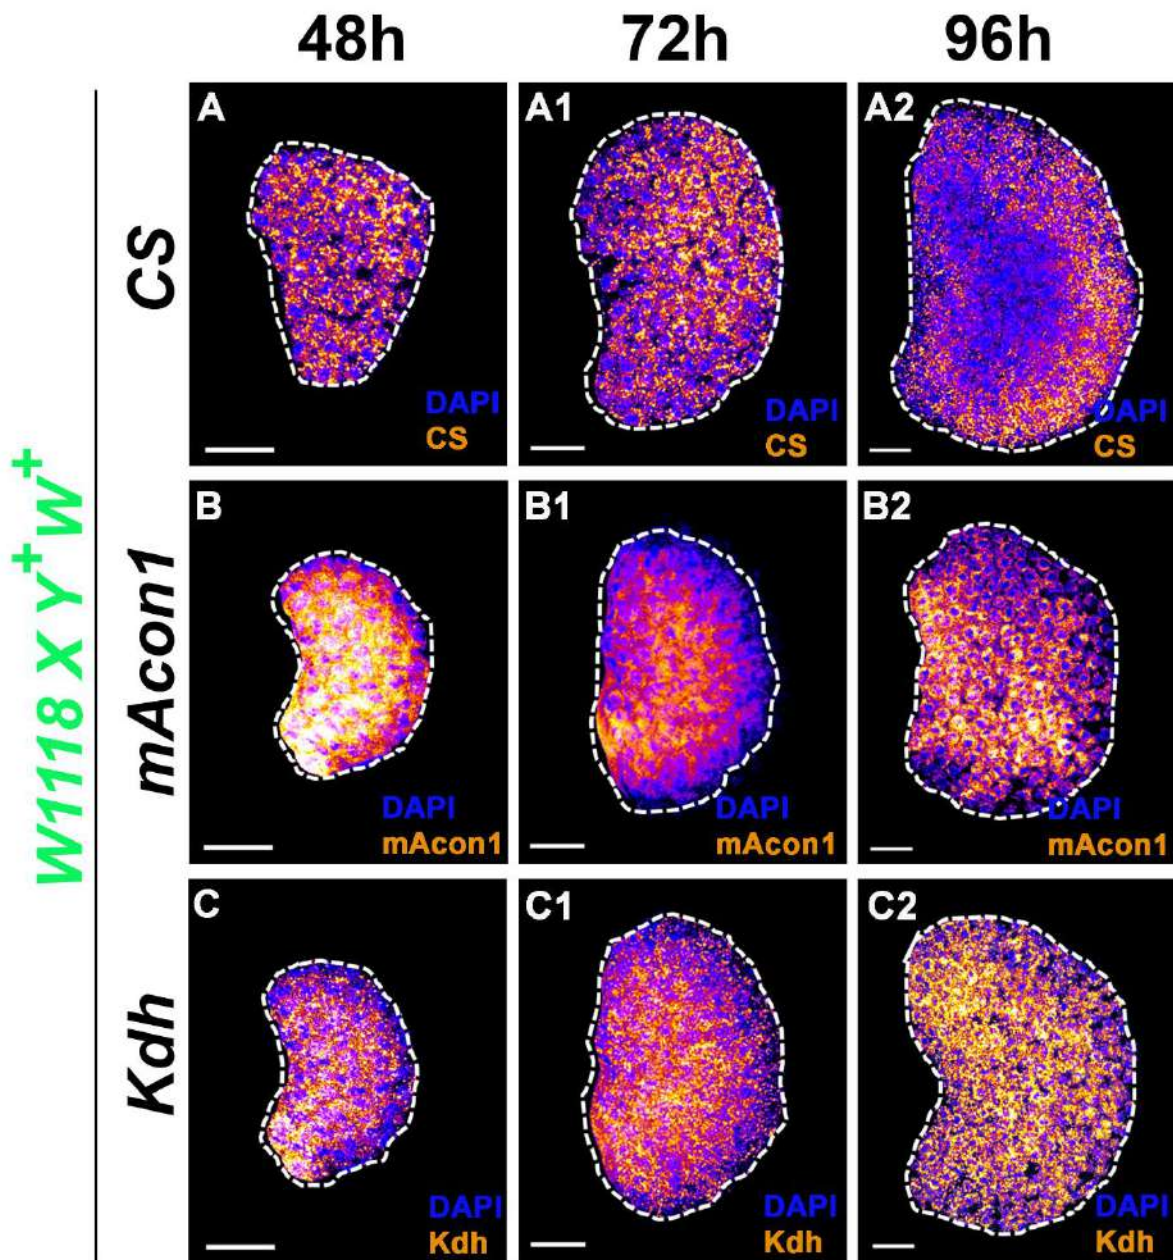 48h 72h 96h
W1118 X Y+W+
CS
A
DAPI
CS
A1
DAPI
CS
A2
DAPI
CS
mAcon1
B
DAPI
mAcon1
B1
DAPI
mAcon1
B2
DAPI
mAcon1
Kdh
C
DAPI
Kdh
C1
DAPI
Kdh
C2
DAPI
Kdh